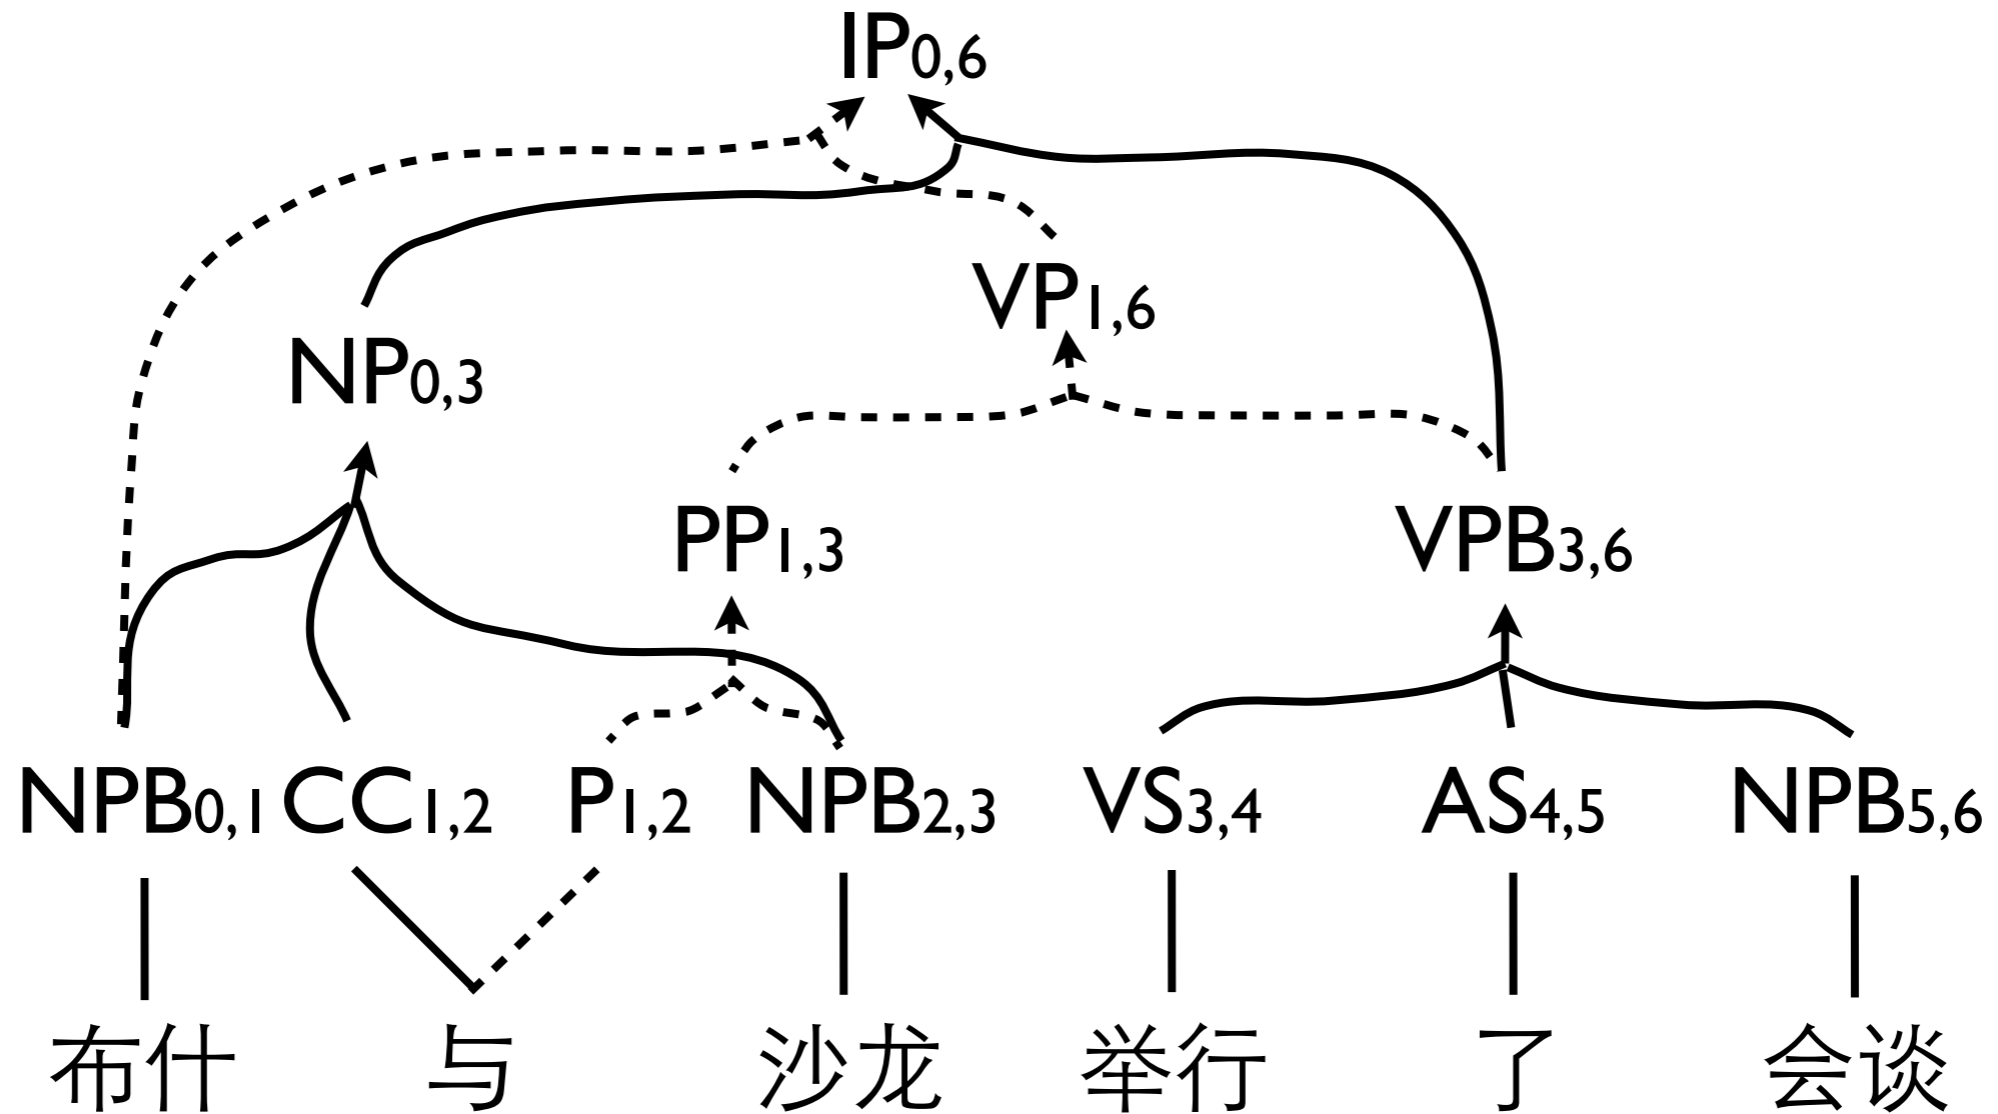 IP0,6
VP1,6
NP0,3
PP1,3 VPB3,6
NPB0,1 CC1,2 P1,2 NPB2,3 VS3,4 AS4,5 NPB5,6
布什 与 沙龙 举行 了 会谈